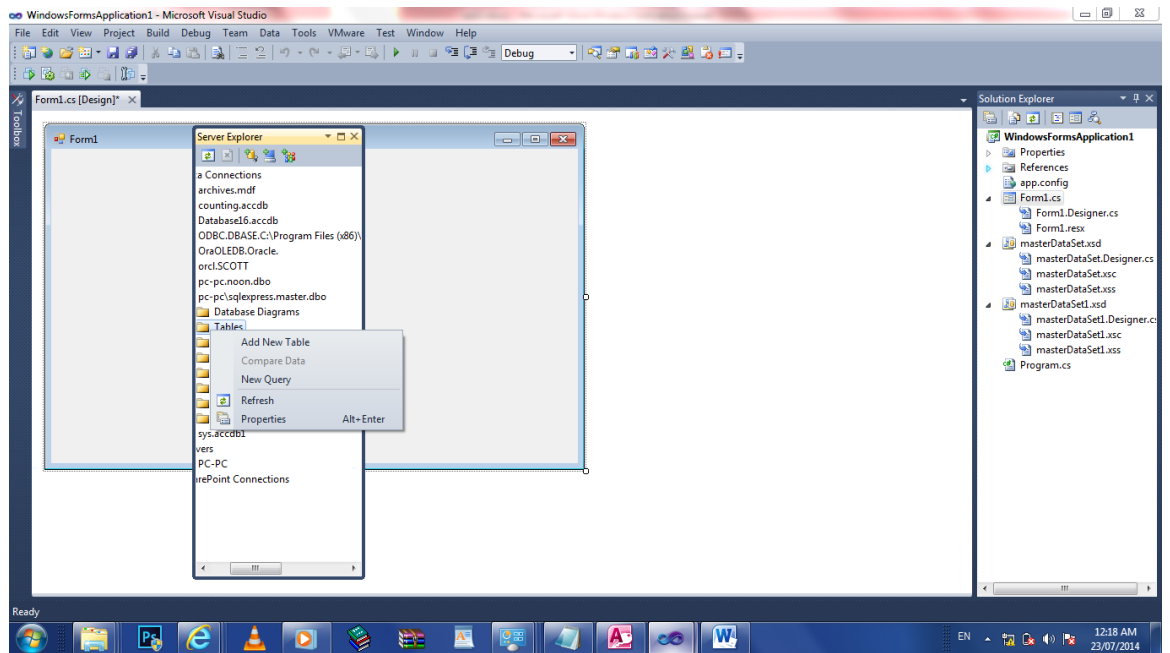 WindowsFormsApplication1 - Microsoft Visual Studio
File Edit View Project Build Debug Team Data Tools VMware Test Window Help
Debug
Form1.cs [Design]*
Toolbox
Form1
Server Explorer
a Connections
archives.mdf
counting.accdb
Database16.accdb
ODBC.DBASE.C:\Program Files (x86)\
OraOLEDB.Oracle.
orcl.SCOTT
pc-pc.noon.dbo
pc-pc\sqlexpress.master.dbo
Database Diagrams
Tables
Add New Table
Compare Data
New Query
Refresh
Properties Alt+Enter
sys.accdb1
vers
PC-PC
arePoint Connections
Solution Explorer
WindowsFormsApplication1
Properties
References
app.config
Form1.cs
Form1.Designer.cs
Form1.resx
masterDataSet.xsd
masterDataSet.Designer.cs
masterDataSet.xsc
masterDataSet.xss
masterDataSet1.xsd
masterDataSet1.Designer.c
masterDataSet1.xsc
masterDataSet1.xss
Program.cs
Ready
Ps
A
W
EN
12:18 AM
23/07/2014